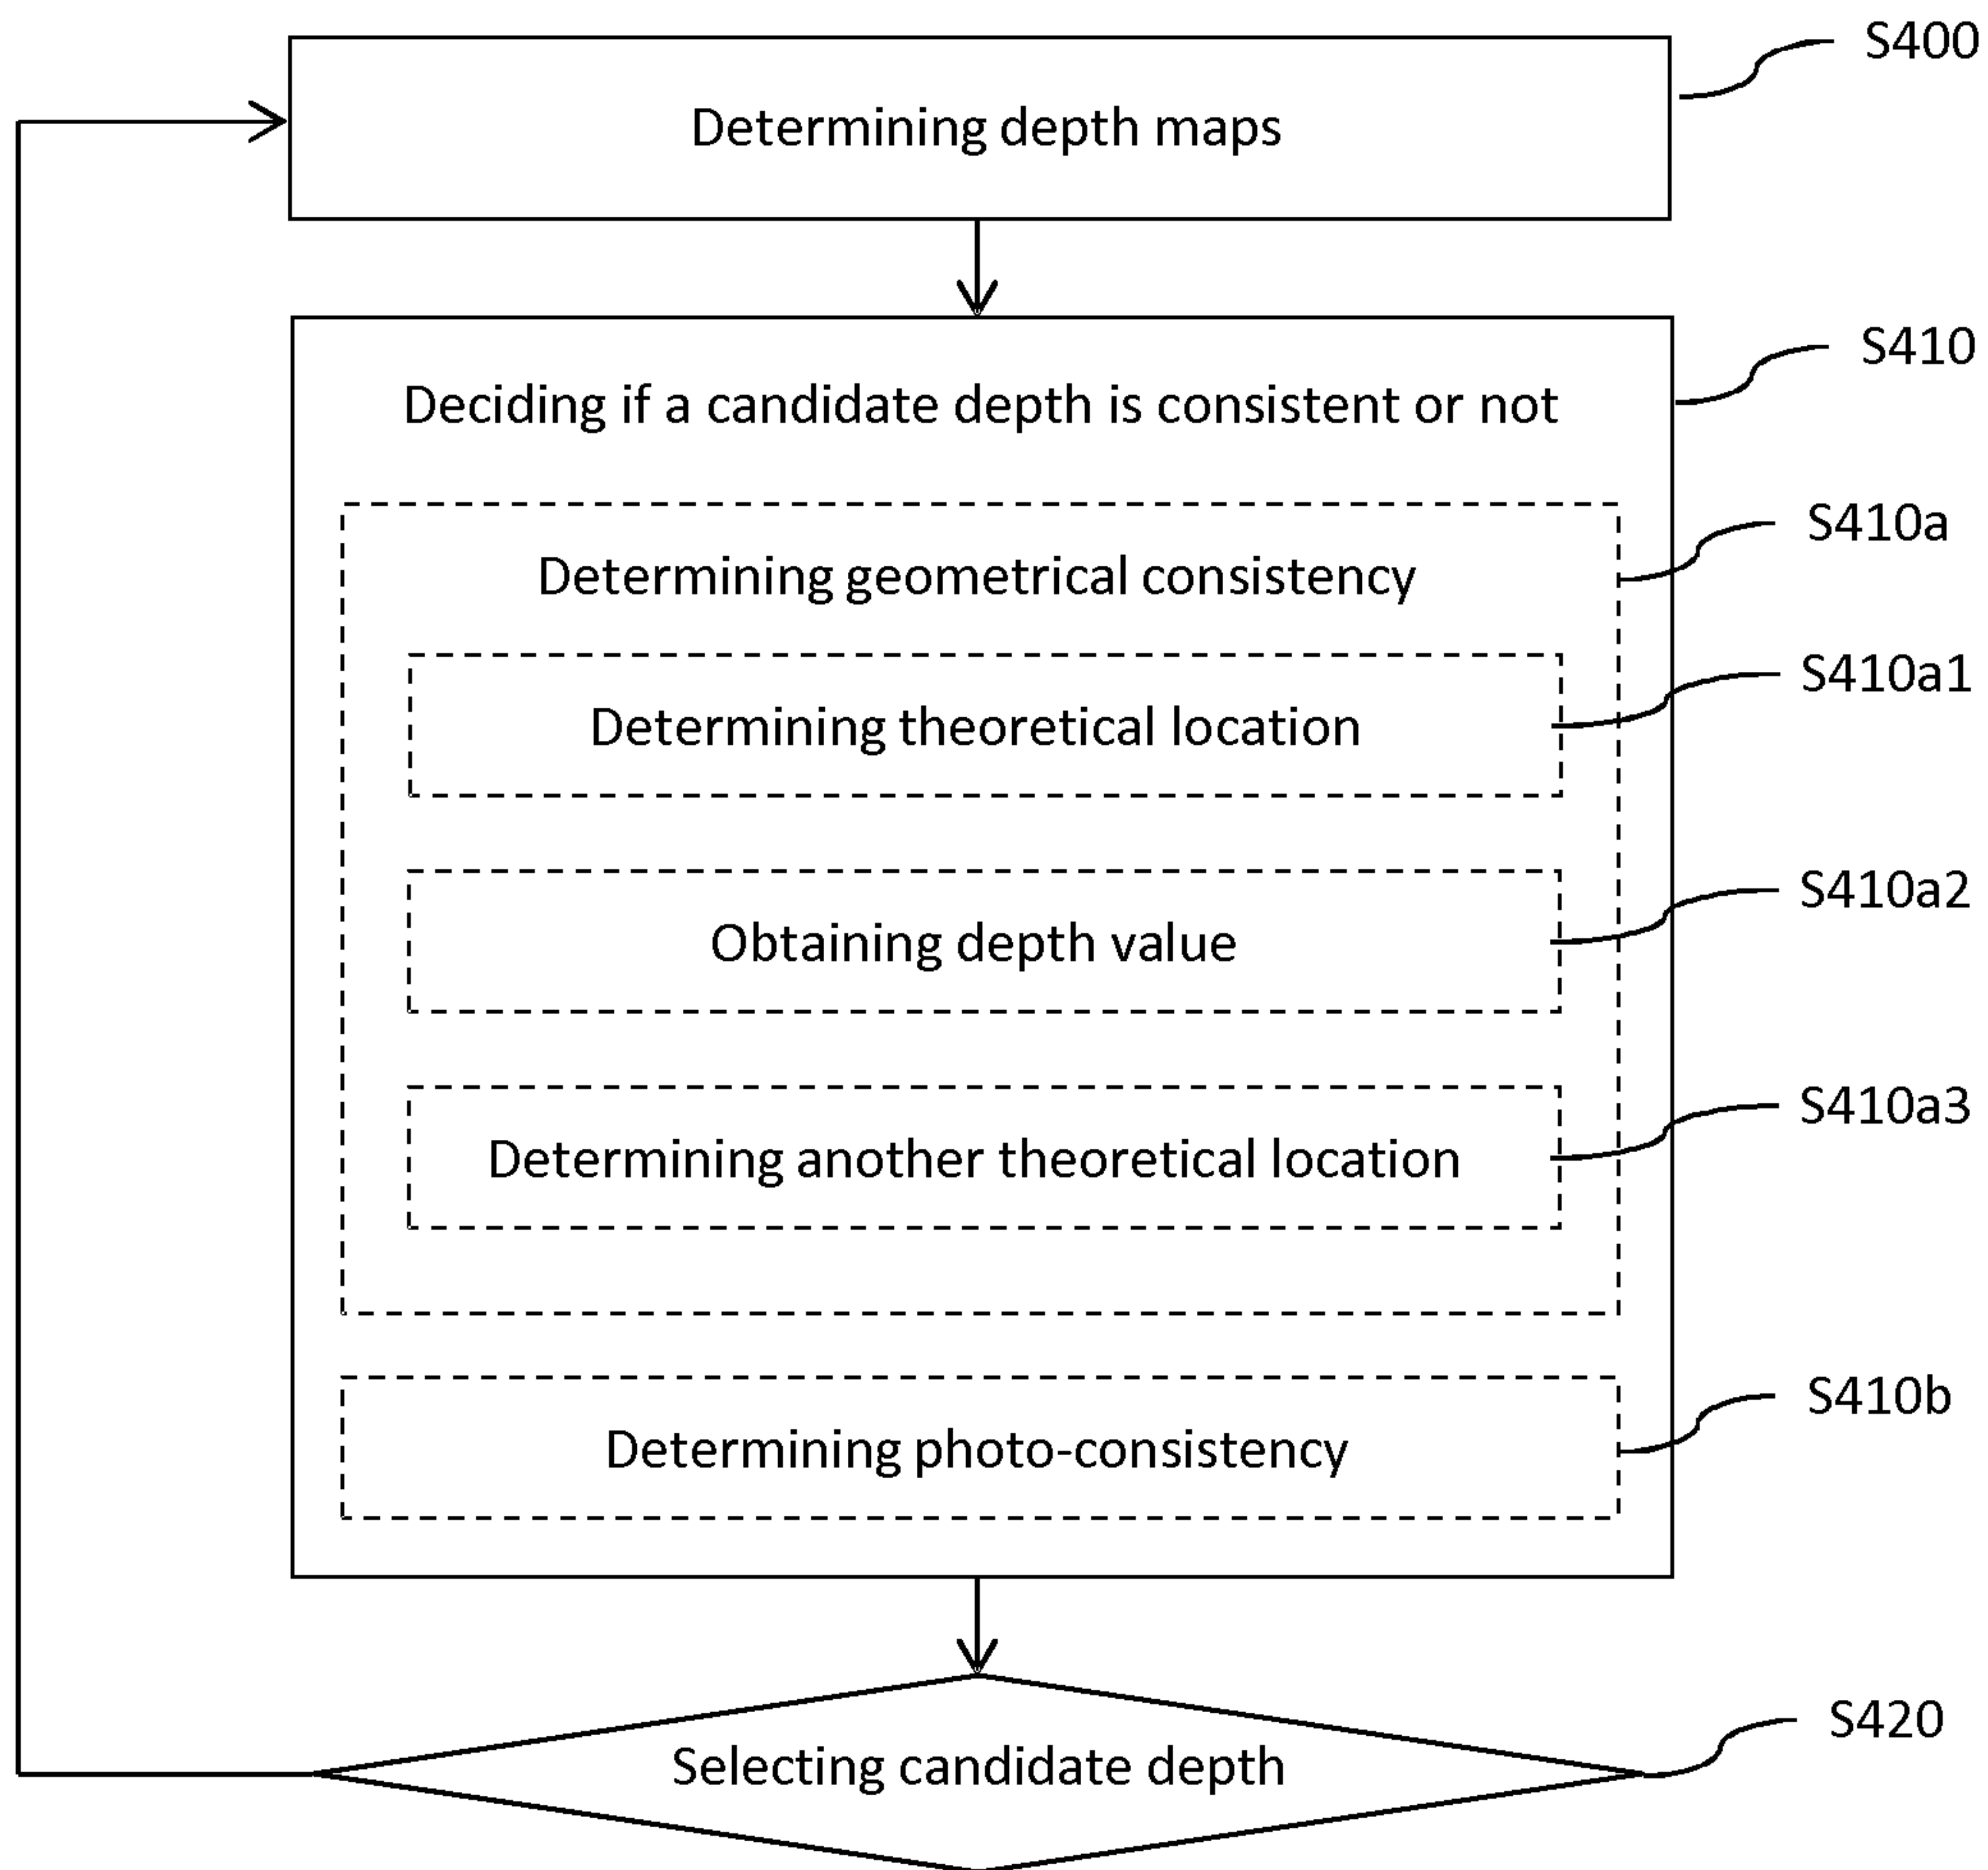 S400
Determining depth maps
S410
Deciding if a candidate depth is consistent or not
S410a
Determining geometrical consistency
S410a1
Determining theoretical location
S410a2
Obtaining depth value
S410a3
Determining another theoretical location
S410b
Determining photo-consistency
S420
Selecting candidate depth